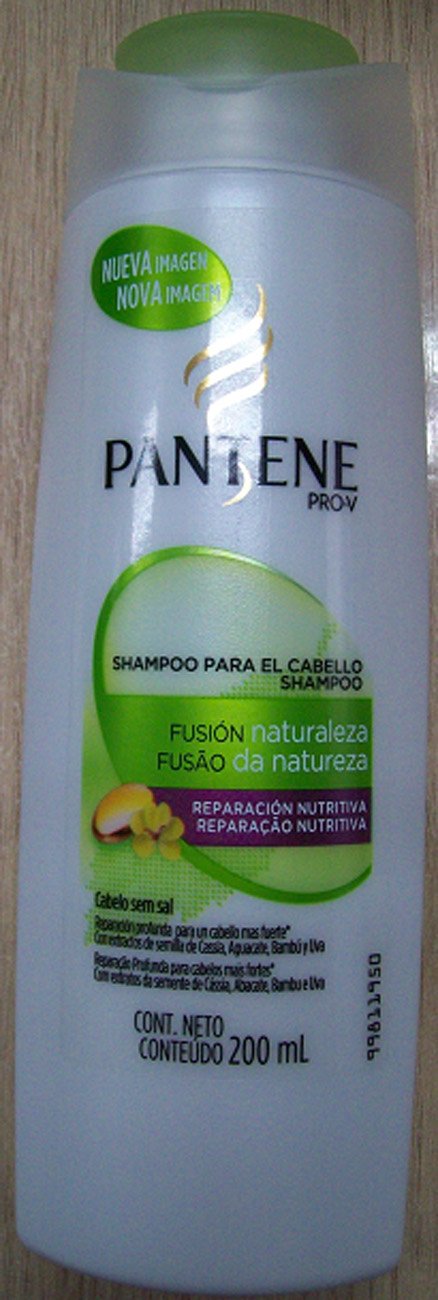 NUEVA IMAGEN
NOVA IMAGEM
PANTENE
PRO-V
SHAMPOO PARA EL CABELLO
SHAMPOO
FUSIÓN naturaleza
FUSÃO da natureza
REPARACIÓN NUTRITIVA
REPARAÇÃO NUTRITIVA
Cabelo sem sal
Reparación profunda para un cabello mas fuerte*
Con extractos de semilla de Cassia, Aguacate, Bambú y Uva
Reparação Profunda para cabelos mais fortes*
Com extratos da semente de Cássia, Abacate, Bambu e Uva
CONT. NETO
CONTEÚDO 200 mL
99811950